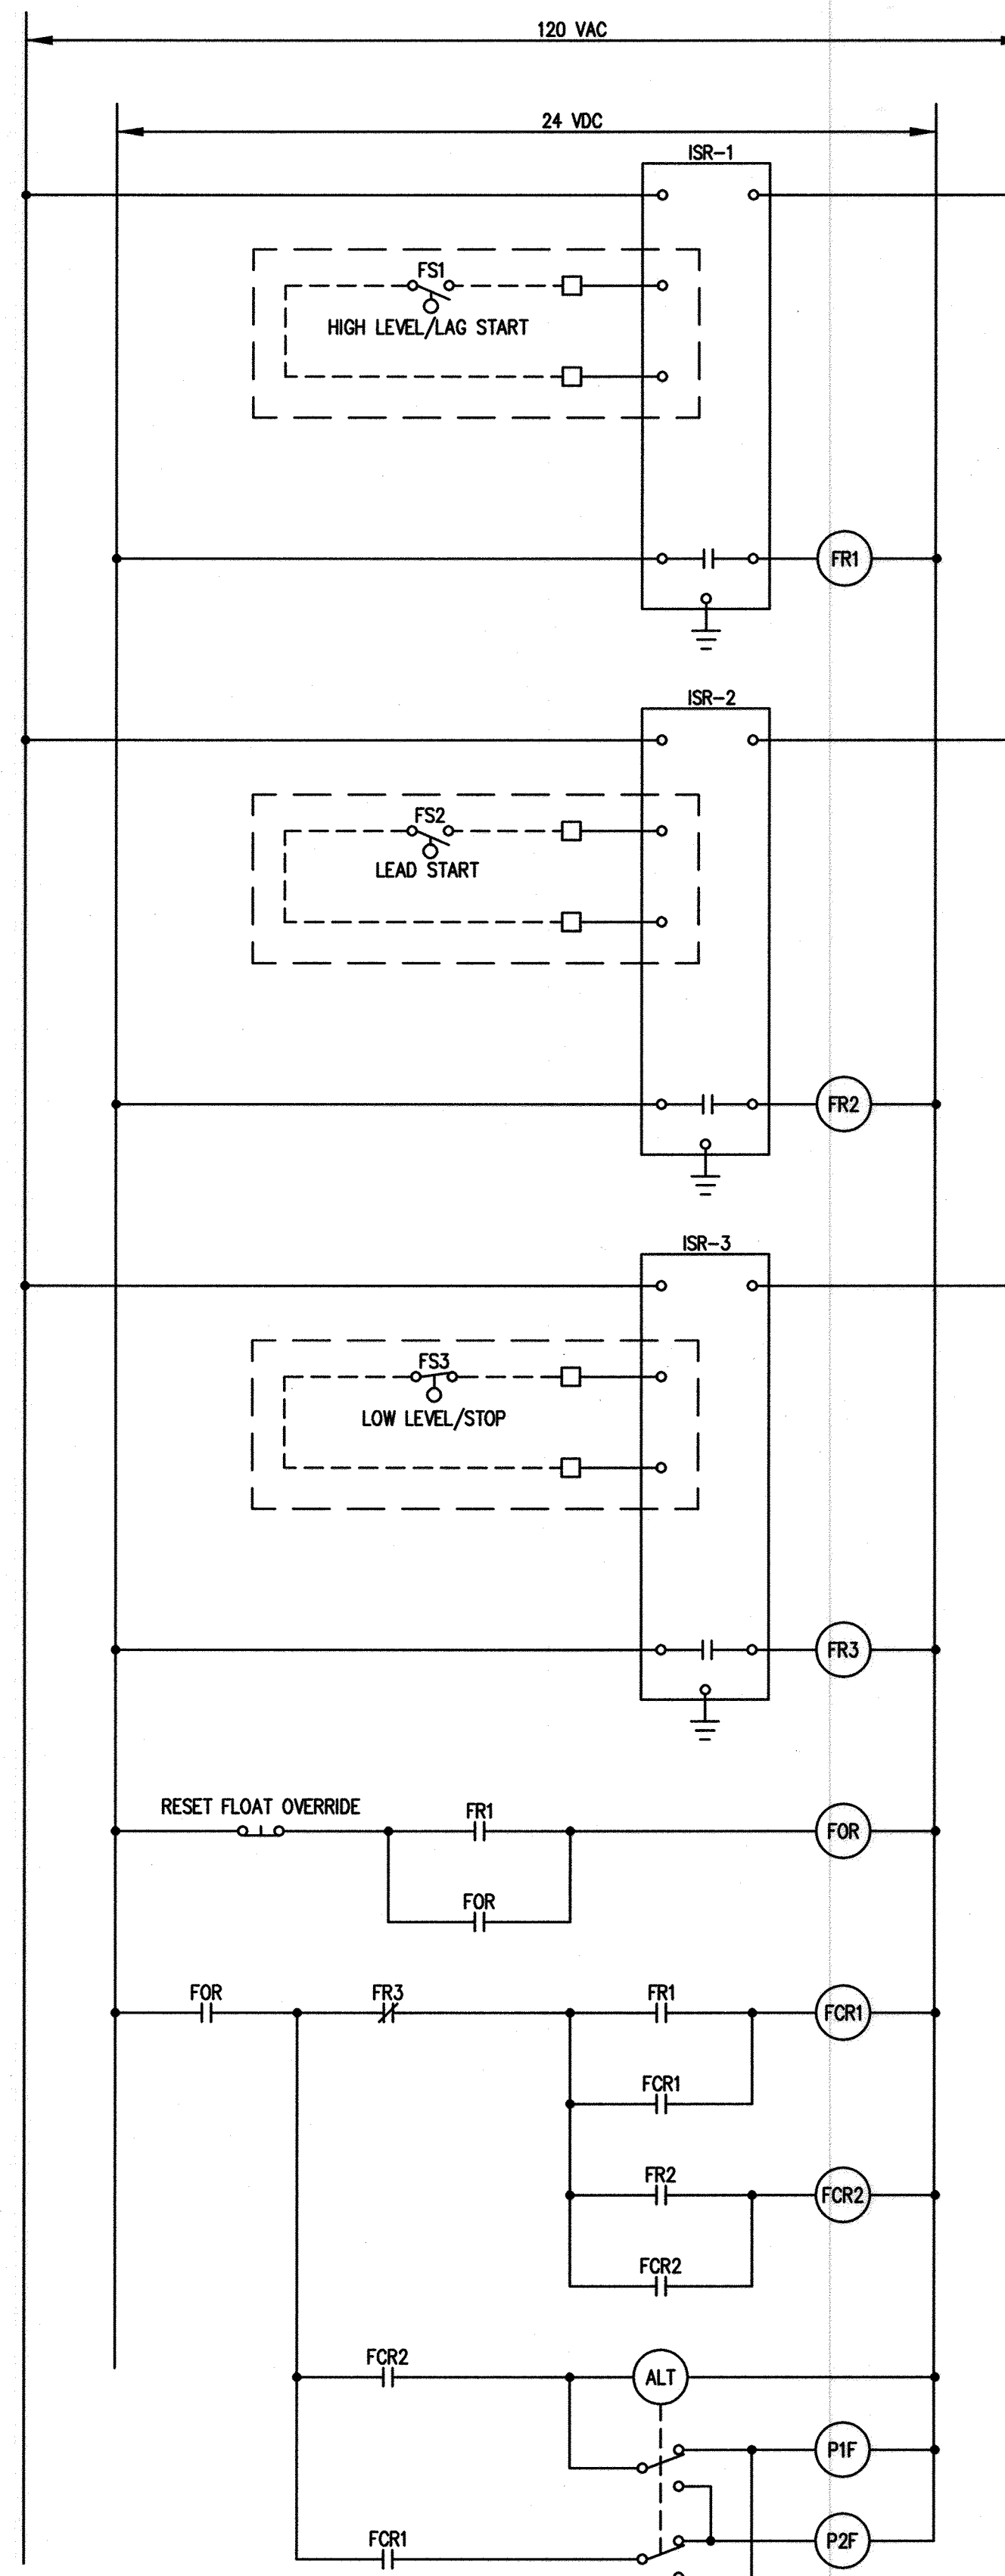 120 VAC
24 VDC
ISR-1
FS1
HIGH LEVEL/LAG START
FR1
ISR-2
FS2
LEAD START
FR2
ISR-3
FS3
LOW LEVEL/STOP
FR3
RESET FLOAT OVERRIDE
FR1
FOR
FOR
FOR
FR3
FR1
FCR1
FCR1
FR2
FCR2
FCR2
FCR2
ALT
P1F
FCR1
P2F